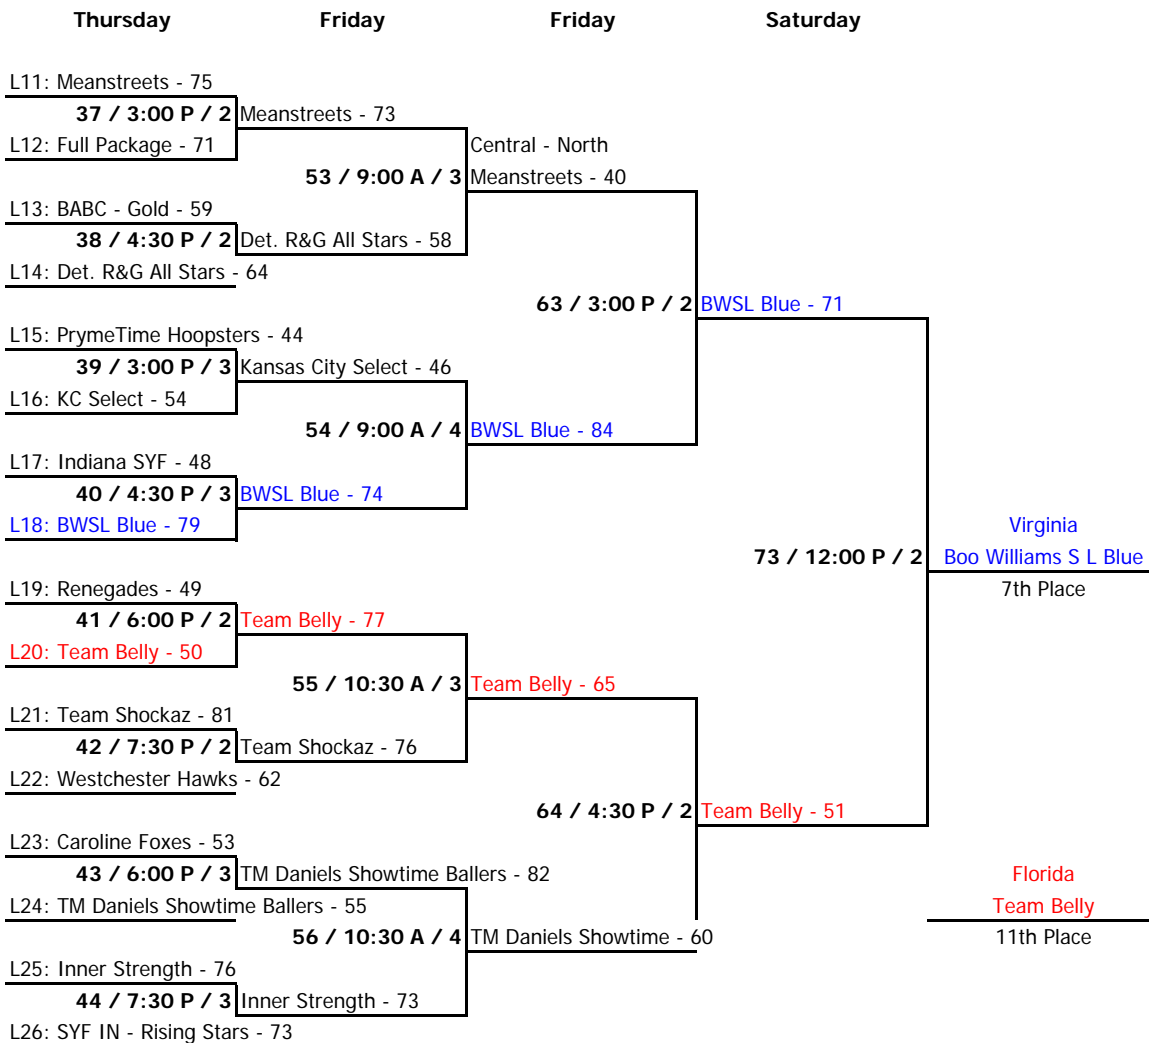 Thursday Friday Friday Saturday
L11: Meanstreets - 75
37 / 3:00 P / 2 Meanstreets - 73
L12: Full Package - 71 Central - North
53 / 9:00 A / 3 Meanstreets - 40
L13: BABC - Gold - 59
38 / 4:30 P / 2 Det. R&G All Stars - 58
L14: Det. R&G All Stars - 64
63 / 3:00 P / 2 BWSL Blue - 71
L15: PrymeTime Hoopsters - 44
39 / 3:00 P / 3 Kansas City Select - 46
L16: KC Select - 54
54 / 9:00 A / 4 BWSL Blue - 84
L17: Indiana SYF - 48
40 / 4:30 P / 3 BWSL Blue - 74
L18: BWSL Blue - 79 Virginia
73 / 12:00 P / 2 Boo Williams S L Blue
L19: Renegades - 49 7th Place
41 / 6:00 P / 2 Team Belly - 77
L20: Team Belly - 50
55 / 10:30 A / 3 Team Belly - 65
L21: Team Shockaz - 81
42 / 7:30 P / 2 Team Shockaz - 76
L22: Westchester Hawks - 62
64 / 4:30 P / 2 Team Belly - 51
L23: Caroline Foxes - 53
43 / 6:00 P / 3 TM Daniels Showtime Ballers - 82 Florida
L24: TM Daniels Showtime Ballers - 55 Team Belly
56 / 10:30 A / 4 TM Daniels Showtime - 60 11th Place
L25: Inner Strength - 76
44 / 7:30 P / 3 Inner Strength - 73
L26: SYF IN - Rising Stars - 73